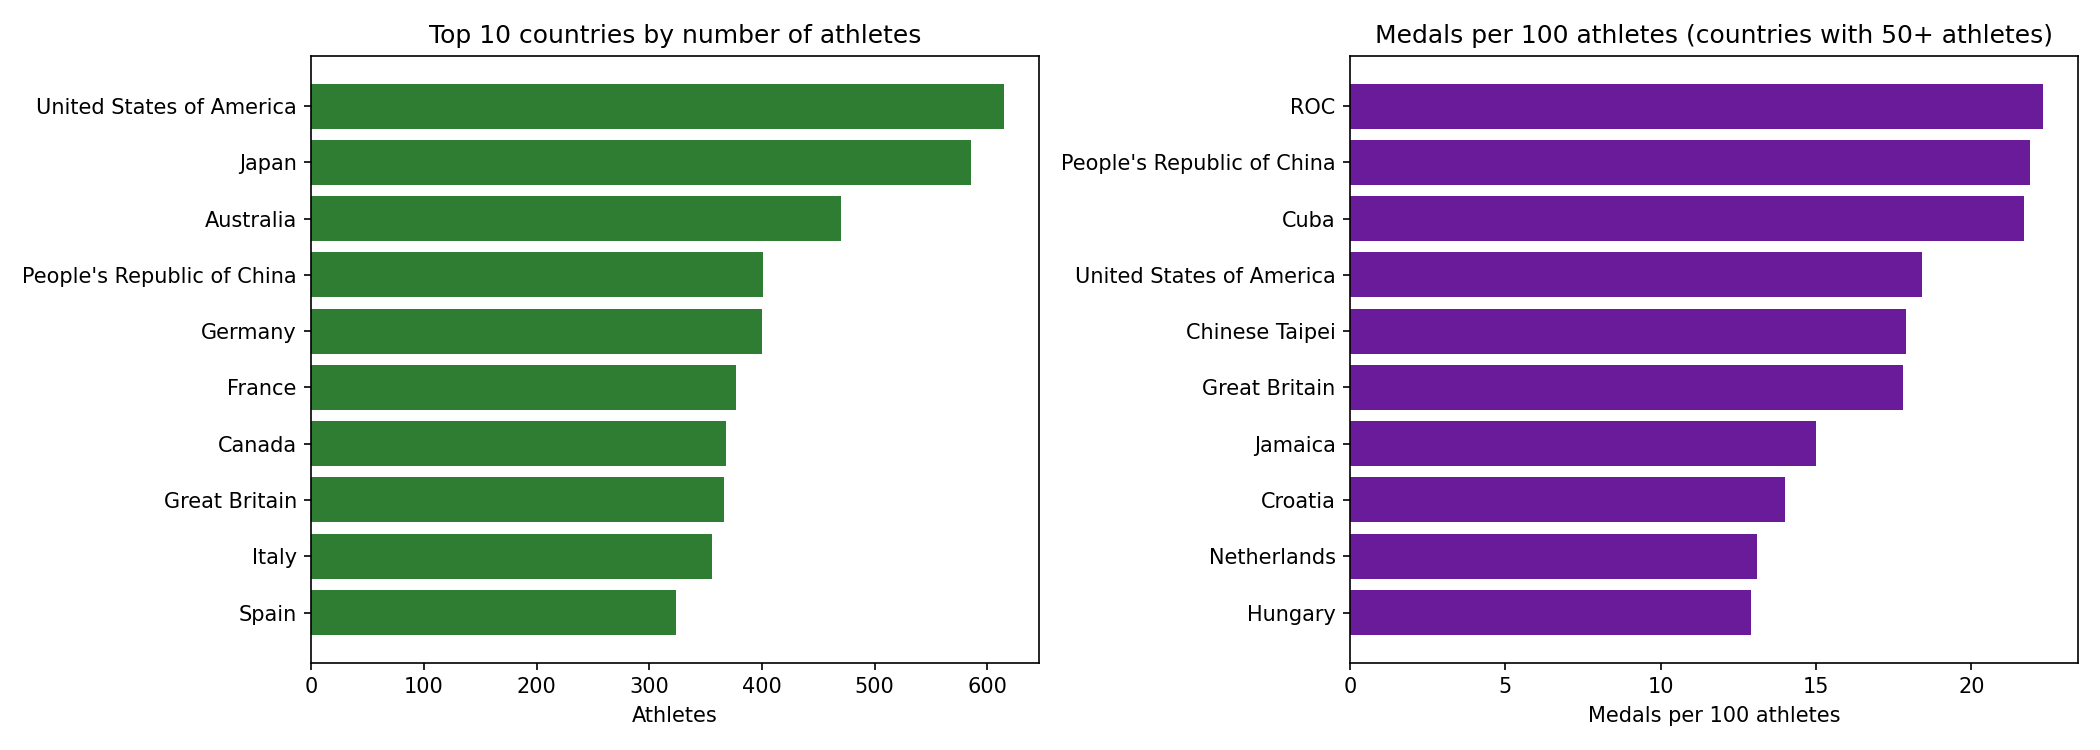 Top 10 countries by number of athletes
United States of America
Japan
Australia
People's Republic of China
Germany
France
Canada
Great Britain
Italy
Spain
0 100 200 300 400 500 600
Athletes
Medals per 100 athletes (countries with 50+ athletes)
ROC
People's Republic of China
Cuba
United States of America
Chinese Taipei
Great Britain
Jamaica
Croatia
Netherlands
Hungary
0 5 10 15 20
Medals per 100 athletes